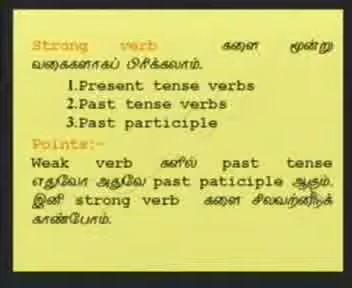 Strong verb களை மூன்று
வகைகளாகப் பிரிக்கலாம்.
1.Present tense verbs
2.Past tense verbs
3.Past participle
Points:-
Weak verb களில் past tense
எதுவோ அதுவே past paticiple ஆகும்.
இனி strong verb களை சிலவற்றைக்
காண்போம்.